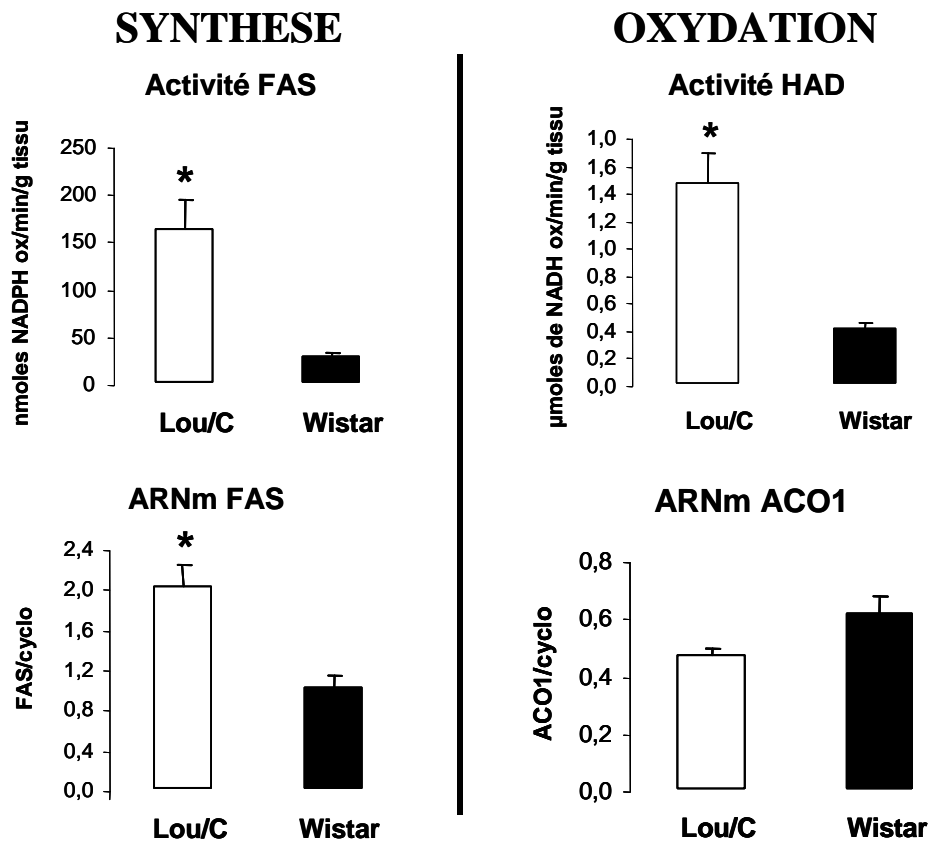 SYNTHESE
Activité FAS
nmoles NADPH ox/min/g tissu
250
200
150
100
50
0
*
Lou/C Wistar
ARNm FAS
FAS/cyclo
2,4
2,0
1,6
1,2
0,8
0,4
0,0
*
Lou/C Wistar
OXYDATION
Activité HAD
µmoles de NADH ox/min/g tissu
1,0
1,6
1,4
1,2
1,0
0,8
0,6
0,4
0,2
0,0
*
Lou/C Wistar
ARNm ACO1
ACO1/cyclo
0,8
0,6
0,4
0,2
0,0
Lou/C Wistar